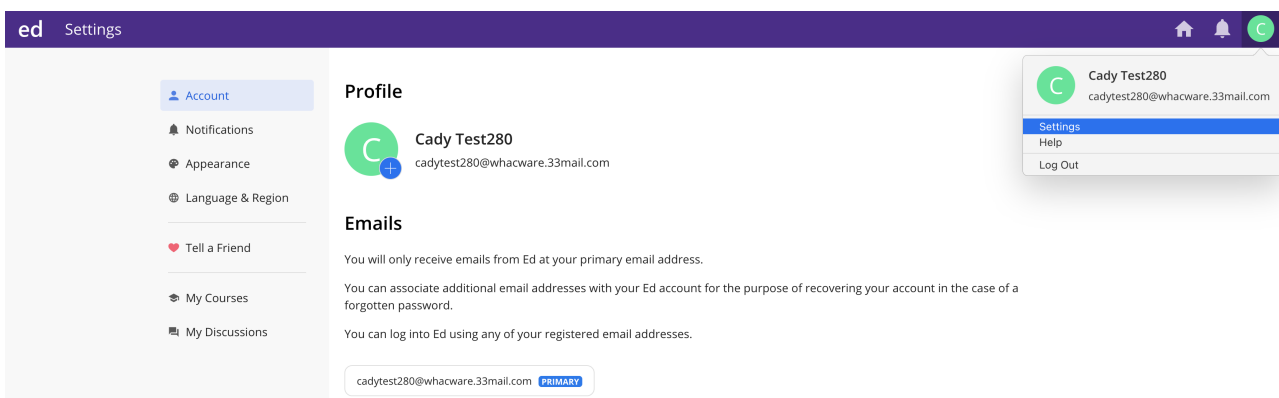 ed Settings
C
C
Cady Test280
cadytest280@whacware.33mail.com
Settings
Help
Log Out
Account
Notifications
Appearance
Language & Region
Tell a Friend
My Courses
My Discussions
Profile
C
Cady Test280
cadytest280@whacware.33mail.com
Emails
You will only receive emails from Ed at your primary email address.
You can associate additional email addresses with your Ed account for the purpose of recovering your account in the case of a
forgotten password.
You can log into Ed using any of your registered email addresses.
cadytest280@whacware.33mail.com PRIMARY